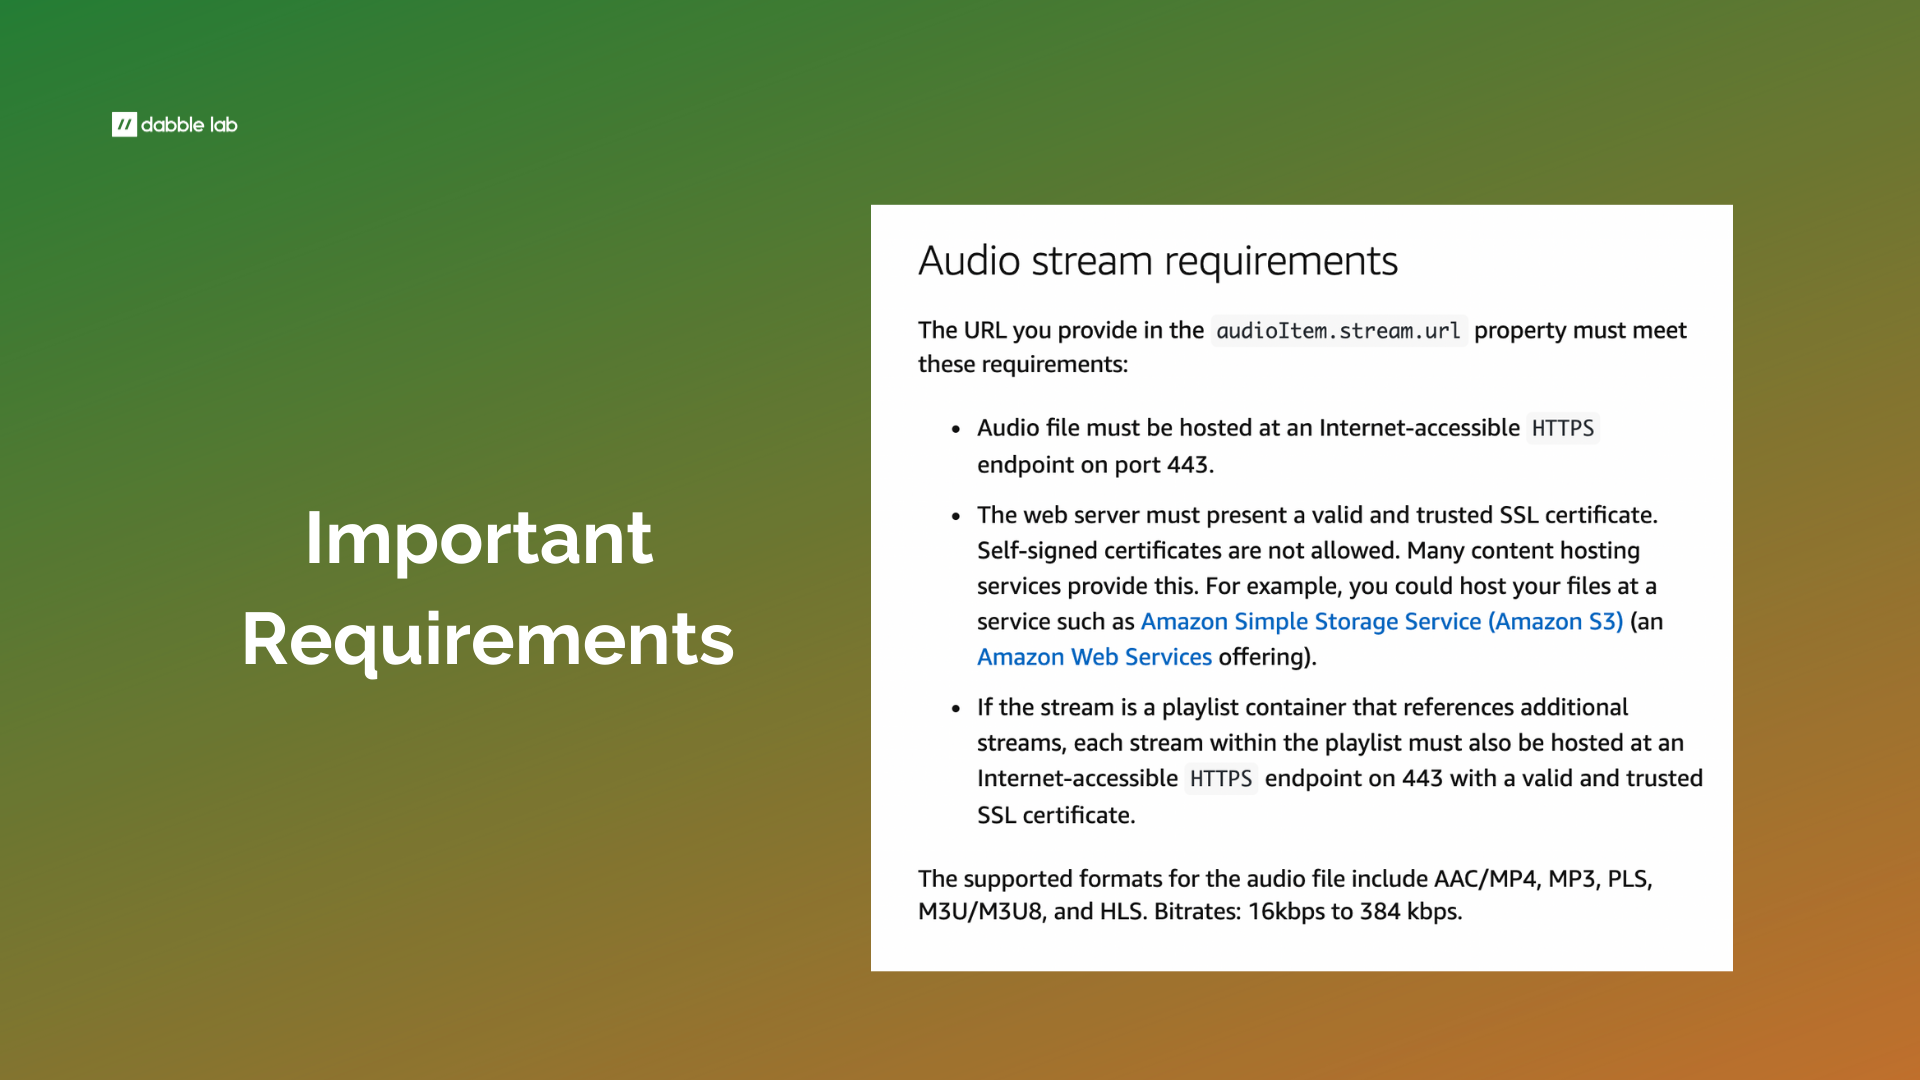 // dabble lab
Important
Requirements
Audio stream requirements
The URL you provide in the audioItem.stream.url property must meet
these requirements:
• Audio file must be hosted at an Internet-accessible HTTPS
endpoint on port 443.
• The web server must present a valid and trusted SSL certificate.
Self-signed certificates are not allowed. Many content hosting
services provide this. For example, you could host your files at a
service such as Amazon Simple Storage Service (Amazon S3) (an
Amazon Web Services offering).
• If the stream is a playlist container that references additional
streams, each stream within the playlist must also be hosted at an
Internet-accessible HTTPS endpoint on 443 with a valid and trusted
SSL certificate.
The supported formats for the audio file include AAC/MP4, MP3, PLS,
M3U/M3U8, and HLS. Bitrates: 16kbps to 384 kbps.